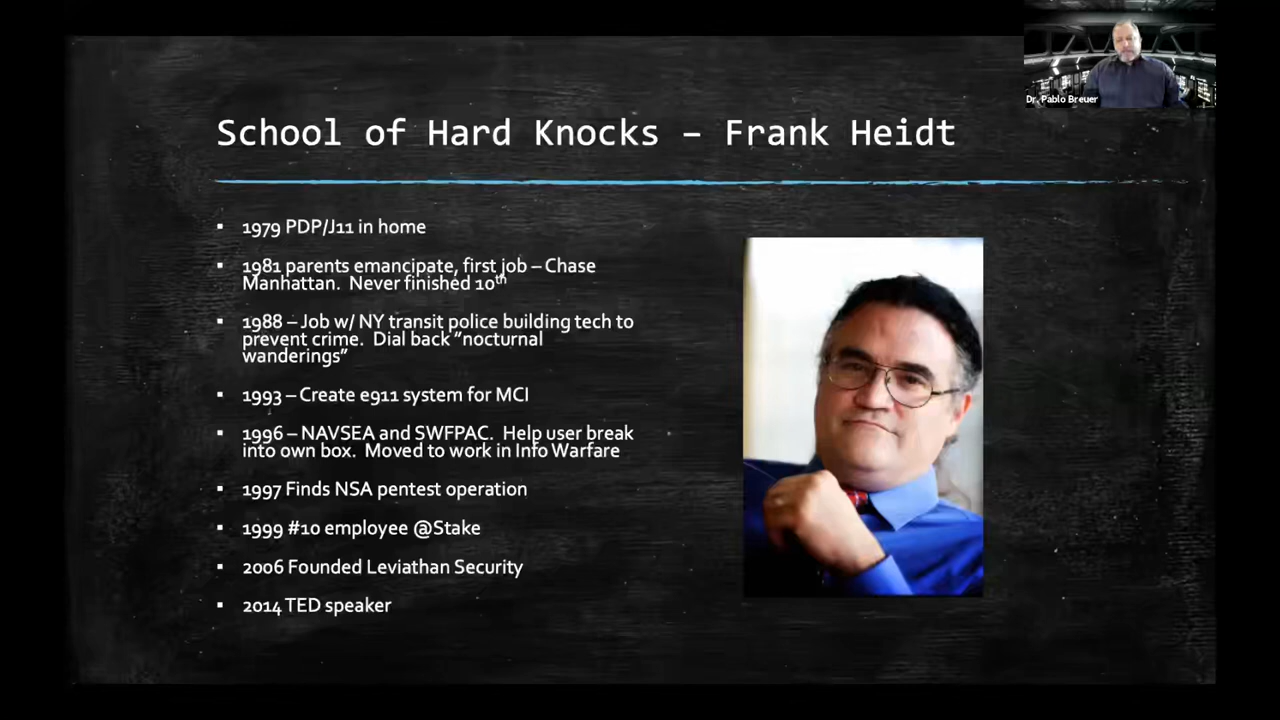 Dr. Pablo Breuer
School of Hard Knocks – Frank Heidt
▪ 1979 PDP/J11 in home
▪ 1981 parents emancipate, first job – Chase
Manhattan. Never finished 10th
▪ 1988 – Job w/ NY transit police building tech to
prevent crime. Dial back “nocturnal
wanderings”
▪ 1993 – Create e911 system for MCI
▪ 1996 – NAVSEA and SWFPAC. Help user break
into own box. Moved to work in Info Warfare
▪ 1997 Finds NSA pentest operation
▪ 1999 #10 employee @Stake
▪ 2006 Founded Leviathan Security
▪ 2014 TED speaker